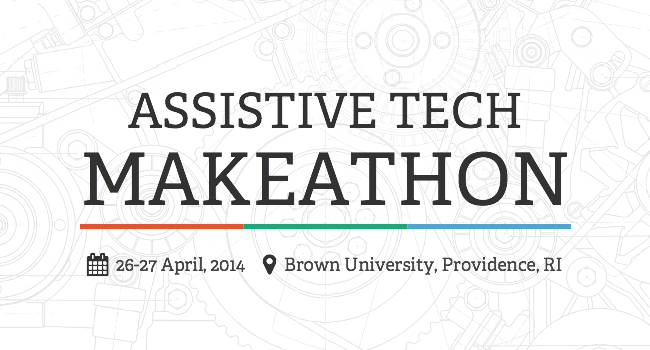 ASSISTIVE TECH
MAKEATHON
26-27 April, 2014 Brown University, Providence, RI